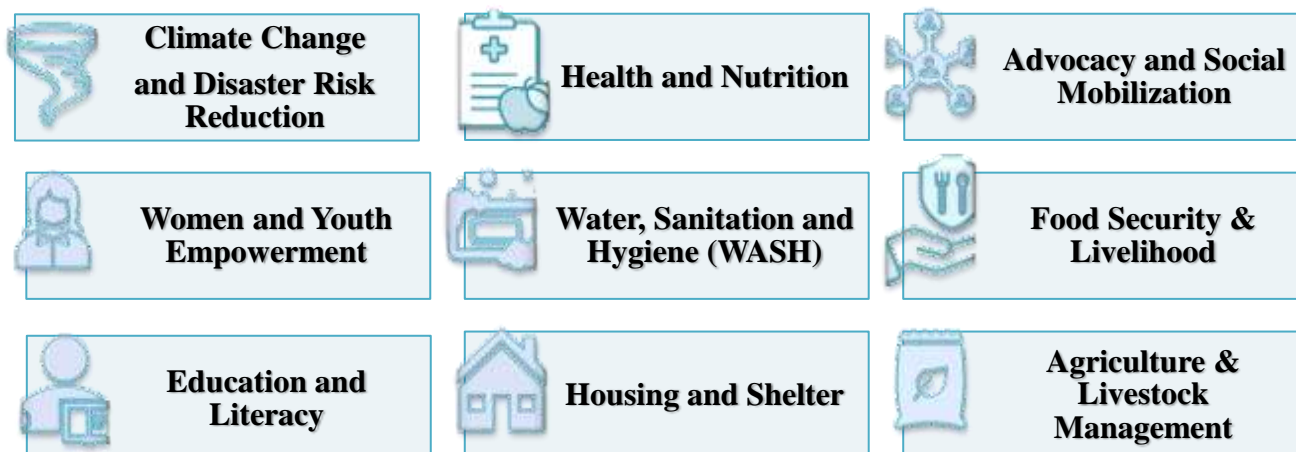 Climate Change
and Disaster Risk
Reduction
Health and Nutrition
Advocacy and Social
Mobilization
Women and Youth
Empowerment
Water, Sanitation and
Hygiene (WASH)
Food Security &
Livelihood
Education and
Literacy
Housing and Shelter
Agriculture &
Livestock
Management